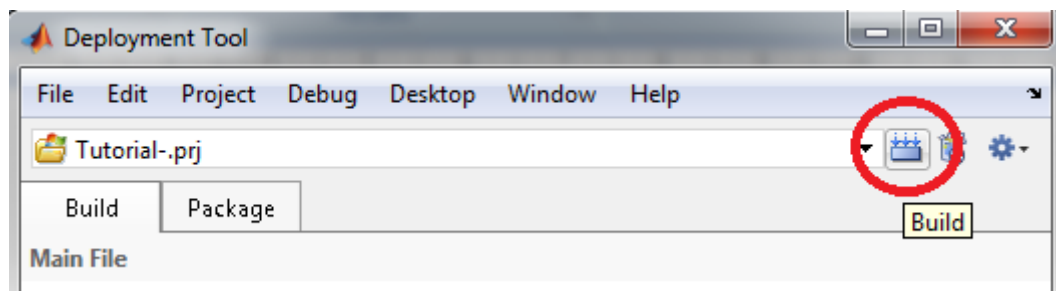 Deployment Tool
File Edit Project Debug Desktop Window Help
Tutorial-.prj
Build Package
Build
Main File